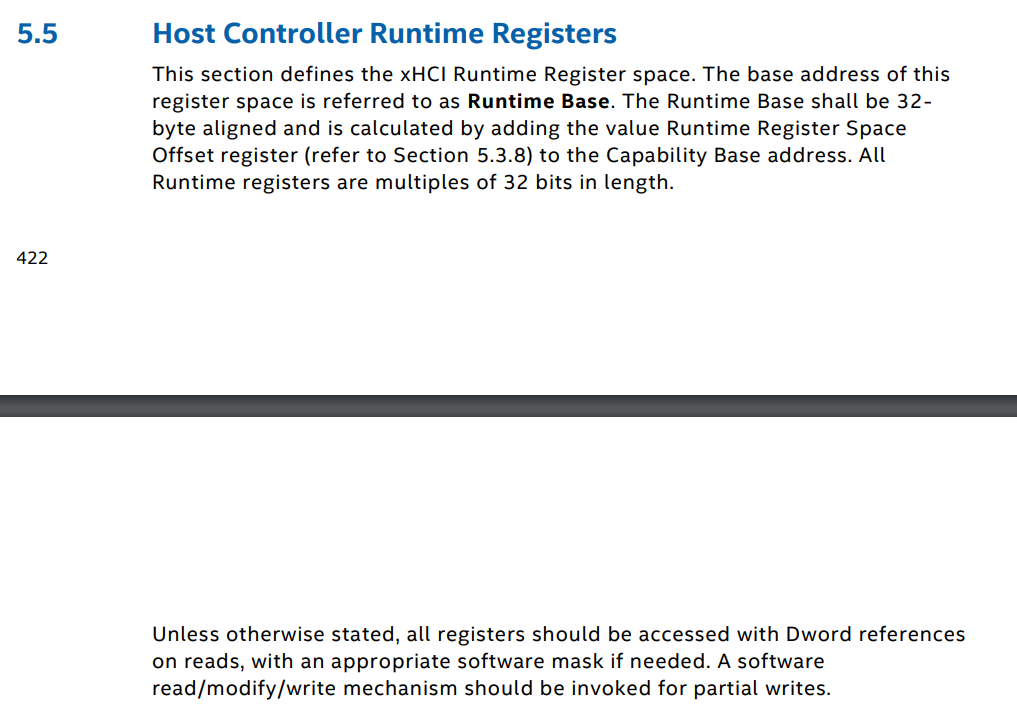 5.5 Host Controller Runtime Registers
This section defines the xHCI Runtime Register space. The base address of this
register space is referred to as Runtime Base. The Runtime Base shall be 32-
byte aligned and is calculated by adding the value Runtime Register Space
Offset register (refer to Section 5.3.8) to the Capability Base address. All
Runtime registers are multiples of 32 bits in length.
422
Unless otherwise stated, all registers should be accessed with Dword references
on reads, with an appropriate software mask if needed. A software
read/modify/write mechanism should be invoked for partial writes.